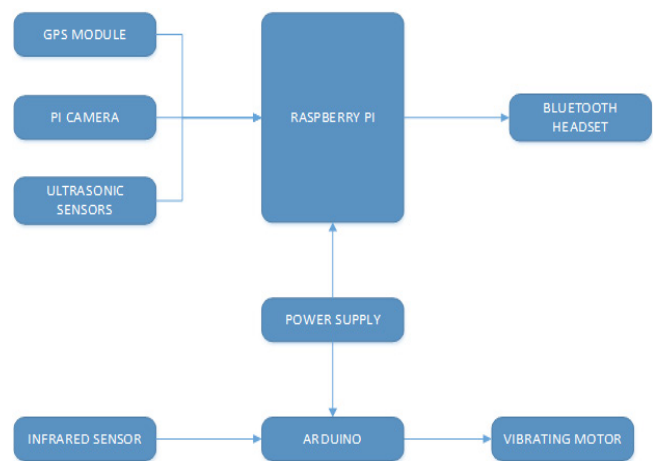 GPS MODULE
PI CAMERA
ULTRASONIC
SENSORS
RASPBERRY PI
BLUETOOTH
HEADSET
POWER SUPPLY
INFRARED SENSOR
ARDUINO
VIBRATING MOTOR